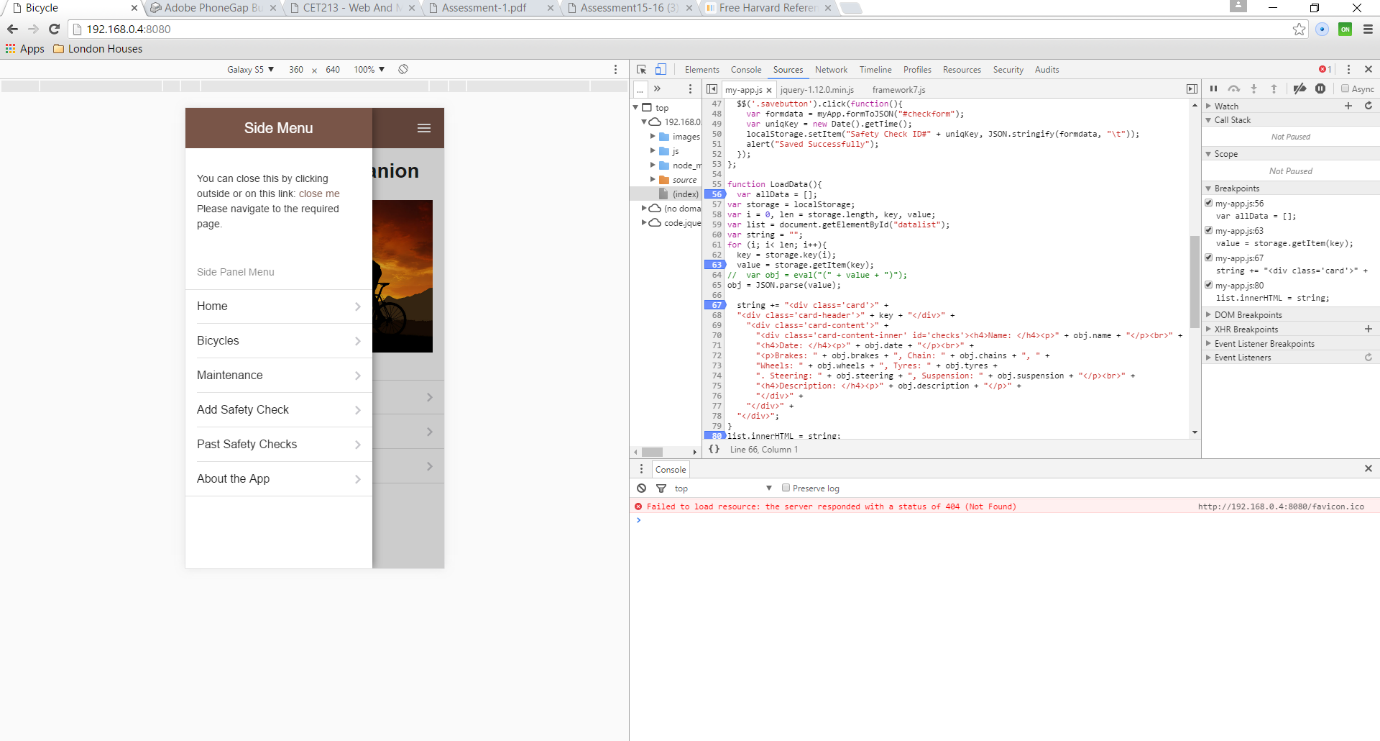 Bicycle
Adobe PhoneGap Bu
CET213 - Web And M
Assessment-1.pdf
Assessment15-16 (3)
Free Harvard Referer
192.168.0.4:8080
Apps
London Houses
Galaxy S5 ▼ 360 x 640 100% ▼
Elements Console Sources Network Timeline Profiles Resources Security Audits
1
Side Menu
anion
You can close this by clicking
outside or on this link: close me
Please navigate to the required
page.
Side Panel Menu
Home
Bicycles
Maintenance
Add Safety Check
Past Safety Checks
About the App
... »
top
192.168.0
images
js
node_m
source
(index)
(no doma
code.jque
my-app.js × jquery-1.12.0.min.js framework7.js
47 $$('.savebutton').click(function(){
48 var formdata = myApp.formToJSON("#checkform");
49 var uniqKey = new Date().getTime();
50 localStorage.setItem("Safety Check ID#" + uniqKey, JSON.stringify(formdata, "\t"));
51 alert("Saved Successfully");
52 });
53 };
54
55 function LoadData(){
56 var allData = [];
57 var storage = localStorage;
58 var i = 0, len = storage.length, key, value;
59 var list = document.getElementById("datalist");
60 var string = "";
61 for (i; i< len; i++){
62 key = storage.key(i);
63 value = storage.getItem(key);
64 // var obj = eval("(" + value + ")");
65 obj = JSON.parse(value);
66
67 string += "<div class='card'>" +
68 "<div class='card-header'>" + key + "</div>" +
69 "<div class='card-content'>" +
70 "<div class='card-content-inner' id='checks'><h4>Name: </h4><p>" + obj.name + "</p><br>" +
71 "<h4>Date: </h4><p>" + obj.date + "</p><br>" +
72 "<p>Brakes: " + obj.brakes + ", Chain: " + obj.chains + ", " +
73 "Wheels: " + obj.wheels + ", Tyres: " + obj.tyres +
74 ". Steering: " + obj.steering + ", Suspension: " + obj.suspension + "</p><br>" +
75 "<h4>Description: </h4><p>" + obj.description + "</p>" +
76 "</div>" +
77 "</div>" +
78 "</div>";
79 }
80 list.innerHTML = string;
{} Line 66, Column 1
Async
Watch
Call Stack
Not Paused
Scope
Not Paused
Breakpoints
my-app.js:56
var allData = [];
my-app.js:63
value = storage.getItem(key);
my-app.js:67
string += "<div class='card'>" +
my-app.js:80
list.innerHTML = string;
DOM Breakpoints
XHR Breakpoints
Event Listener Breakpoints
Event Listeners
Console
top ▼ Preserve log
Failed to load resource: the server responded with a status of 404 (Not Found) http://192.168.0.4:8080/favicon.ico
>